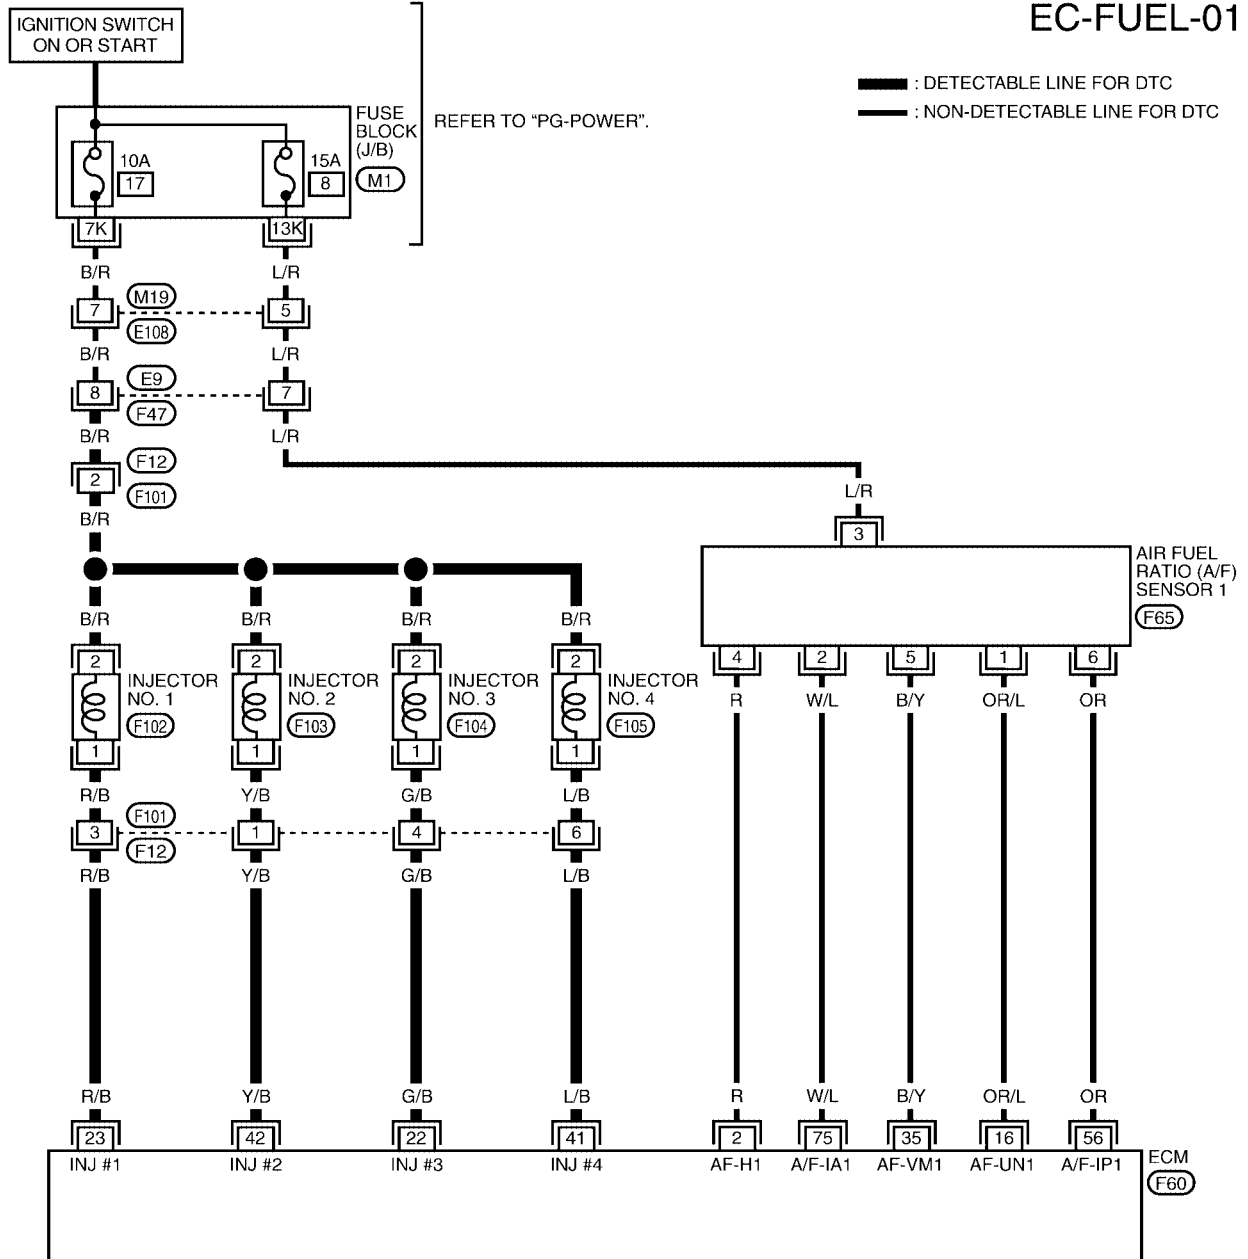 EC-FUEL-01
IGNITION SWITCH
ON OR START
: DETECTABLE LINE FOR DTC
: NON-DETECTABLE LINE FOR DTC
FUSE
BLOCK
(J/B)
M1
REFER TO “PG-POWER”.
10A
17
15A
8
7K 13K
B/R L/R
M19
7 5
E108
B/R L/R
E9
8 7
F47
B/R L/R
F12
2
F101
B/R
L/R
3
AIR FUEL
RATIO (A/F)
SENSOR 1
F65
B/R B/R B/R B/R
2 2 2 2
4 2 5 1 6
R W/L B/Y OR/L OR
INJECTOR
NO. 1
F102
INJECTOR
NO. 2
F103
INJECTOR
NO. 3
F104
INJECTOR
NO. 4
F105
1 1 1 1
R/B Y/B G/B L/B
F101
3 1 4 6
F12
R/B Y/B G/B L/B
R/B Y/B G/B L/B R W/L B/Y OR/L OR
23 42 22 41 2 75 35 16 56
INJ #1 INJ #2 INJ #3 INJ #4 AF-H1 A/F-IA1 AF-VM1 AF-UN1 A/F-IP1
ECM
F60